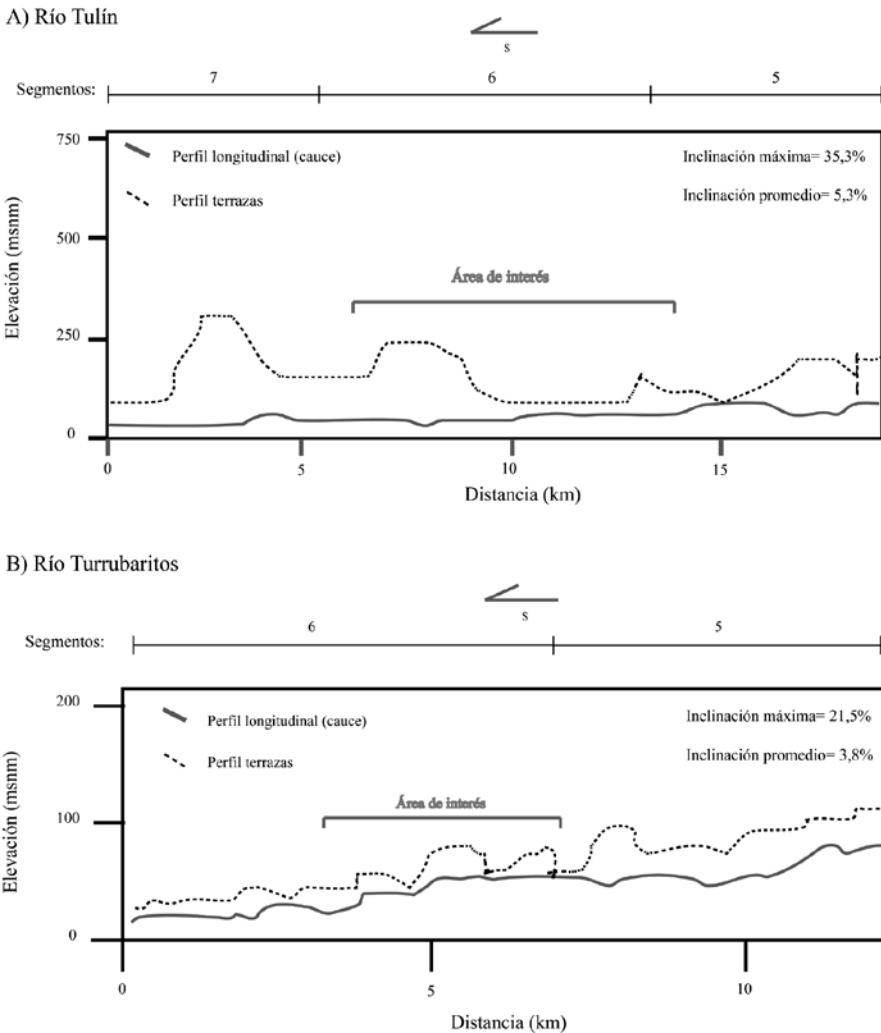 A) Río Tulín
s
7 6 5
Segmentos:
750
Perfil longitudinal (cauce) Inclinación máxima= 35,3%
Perfil terrazas Inclinación promedio= 5,3%
500
Área de interés
250
0
Elevación (msnm)
0 5 10 15
Distancia (km)
B) Río Turrubaritos
s
6 5
Segmentos:
200
Perfil longitudinal (cauce) Inclinación máxima= 21,5%
Perfil terrazas Inclinación promedio= 3,8%
Área de interés
100
0
Elevación (msnm)
0 5 10
Distancia (km)